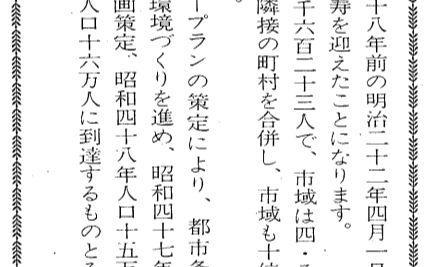 十八年前の明治二十二年四月一日
寿を迎えたことになります。
千六百二十三人で、市域は四・
隣接の町村を合併し、市域も十
。
ープランの策定により、都市
環境づくりを進め、昭和四十七年
画策定、昭和四十八年人口十五万
人口十六万人に到達するものと